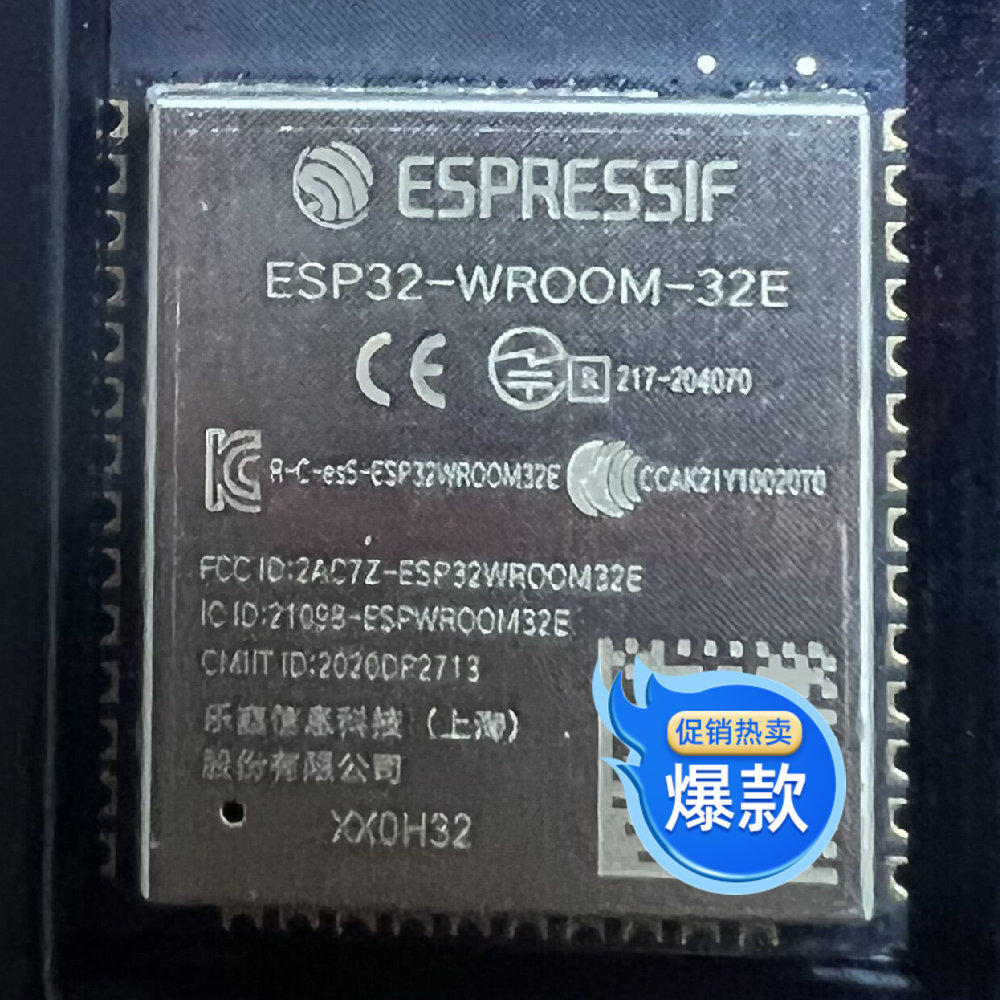 ESPRESSIF
ESP32-WROOM-32E
CE R 217-204070
R-C-es5-ESP32WROOM32E CCAK21Y10020T0
FCC ID:2AC7Z-ESP32WROOM32E
IC ID:21098-ESPWROOM32E
CMIIT ID:2020DP2713
乐鑫信息科技（上海）
股份有限公司
XX0H32
促销热卖
爆款